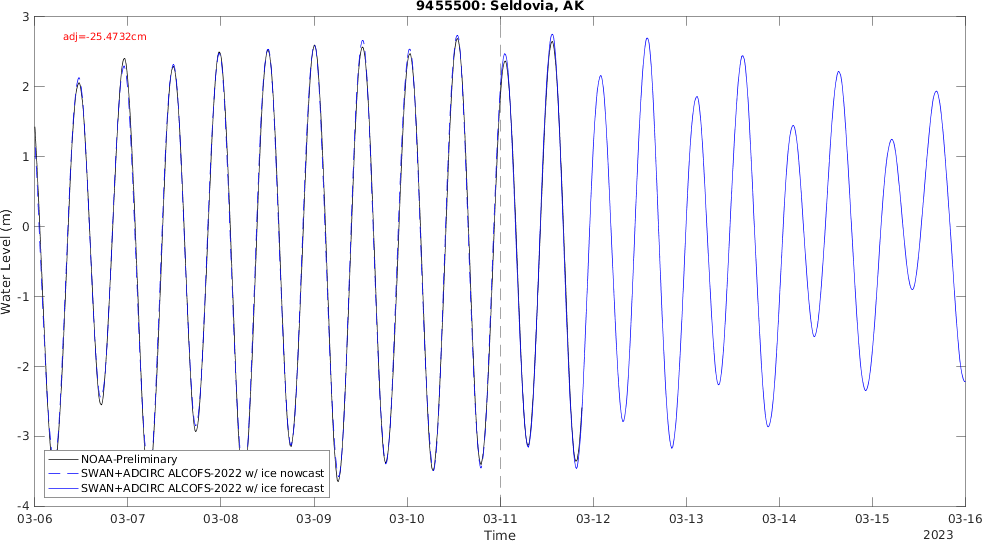 9455500: Seldovia, AK
adj=-25.4732cm
3
2
1
0
-1
-2
-3
-4
Water Level (m)
NOAA-Preliminary
SWAN+ADCIRC ALCOFS-2022 w/ ice nowcast
SWAN+ADCIRC ALCOFS-2022 w/ ice forecast
03-06 03-07 03-08 03-09 03-10 03-11 03-12 03-13 03-14 03-15 03-16
Time
2023